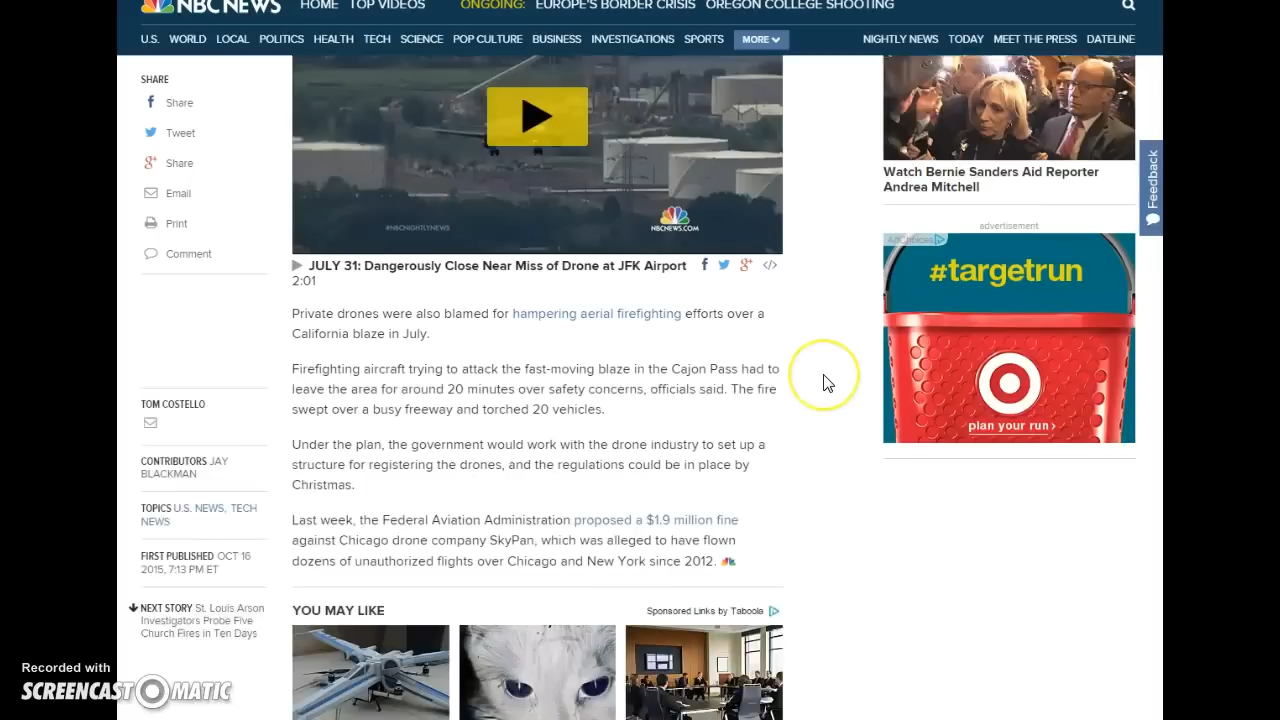 NBC NEWS HOME TOP VIDEOS ONGOING: EUROPE'S BORDER CRISIS OREGON COLLEGE SHOOTING
U.S. WORLD LOCAL POLITICS HEALTH TECH SCIENCE POP CULTURE BUSINESS INVESTIGATIONS SPORTS MORE NIGHTLY NEWS TODAY MEET THE PRESS DATELINE
SHARE
Share
Tweet
Share
Email
Print
Comment
TOM COSTELLO
CONTRIBUTORS JAY
BLACKMAN
TOPICS U.S. NEWS, TECH
NEWS
FIRST PUBLISHED OCT 16
2015, 7:13 PM ET
NEXT STORY St. Louis Arson
Investigators Probe Five
Church Fires in Ten Days
#NBCNIGHTLYNEWS
NBCNEWS.COM
JULY 31: Dangerously Close Near Miss of Drone at JFK Airport
2:01
Private drones were also blamed for hampering aerial firefighting efforts over a
California blaze in July.
Firefighting aircraft trying to attack the fast-moving blaze in the Cajon Pass had to
leave the area for around 20 minutes over safety concerns, officials said. The fire
swept over a busy freeway and torched 20 vehicles.
Under the plan, the government would work with the drone industry to set up a
structure for registering the drones, and the regulations could be in place by
Christmas.
Last week, the Federal Aviation Administration proposed a $1.9 million fine
against Chicago drone company SkyPan, which was alleged to have flown
dozens of unauthorized flights over Chicago and New York since 2012.
YOU MAY LIKE
Sponsored Links by Taboola
Watch Bernie Sanders Aid Reporter
Andrea Mitchell
advertisement
AdChoices
#targetrun
plan your run ›
Feedback
Recorded with
SCREENCAST MATIC